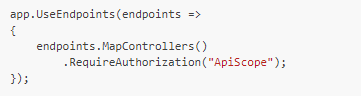 app.UseEndpoints(endpoints =>
{
    endpoints.MapControllers()
        .RequireAuthorization("ApiScope");
});